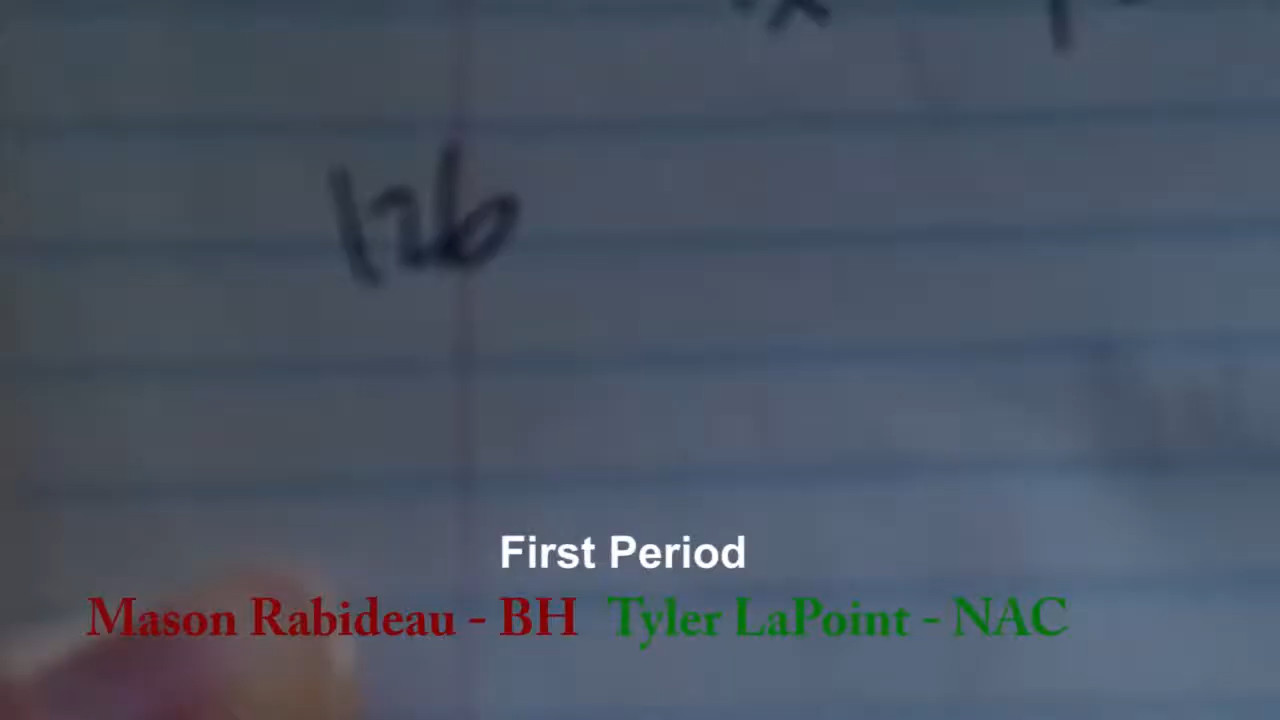 126
First Period
Mason Rabideau - BH Tyler LaPoint - NAC